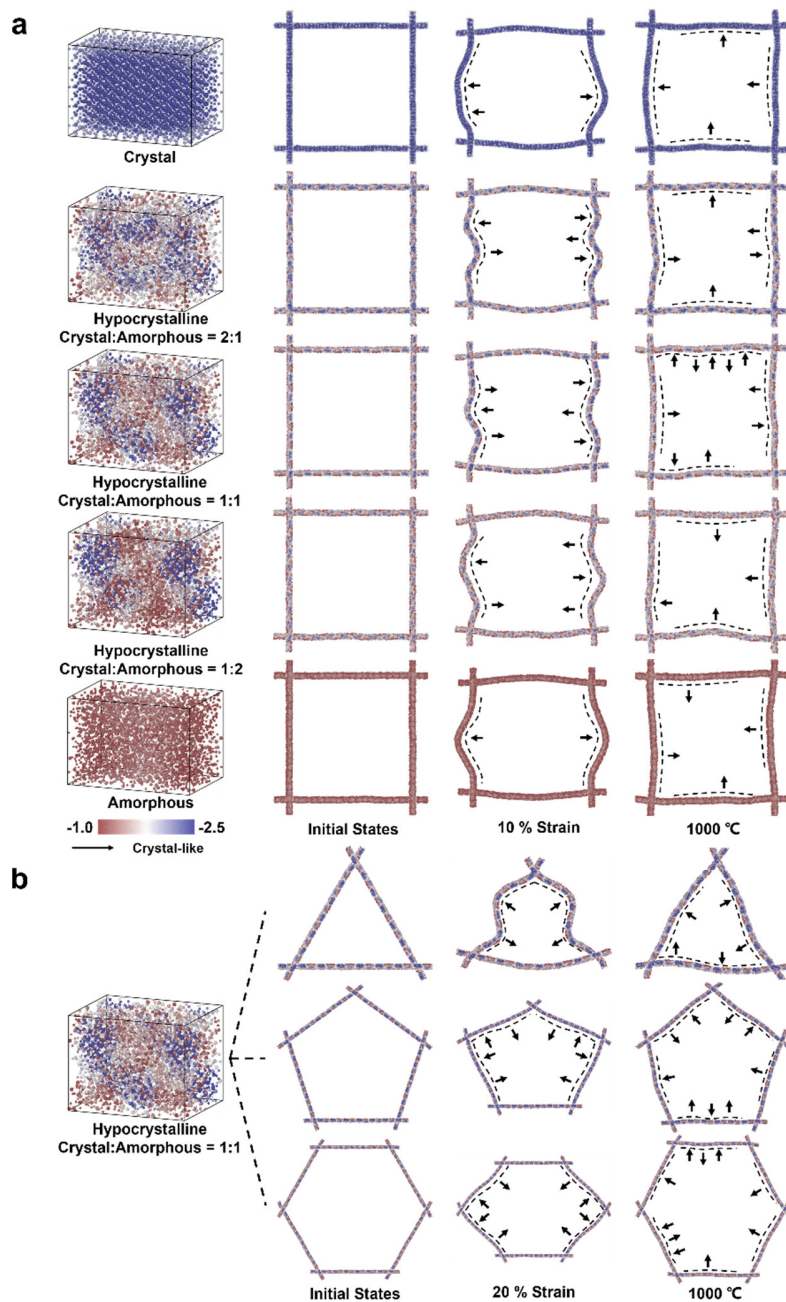 a
Crystal
Hypocrystalline
Crystal:Amorphous = 2:1
Hypocrystalline
Crystal:Amorphous = 1:1
Hypocrystalline
Crystal:Amorphous = 1:2
Amorphous
-1.0 -2.5
Crystal-like
Initial States 10 % Strain 1000 ℃
b
Hypocrystalline
Crystal:Amorphous = 1:1
Initial States 20 % Strain 1000 ℃